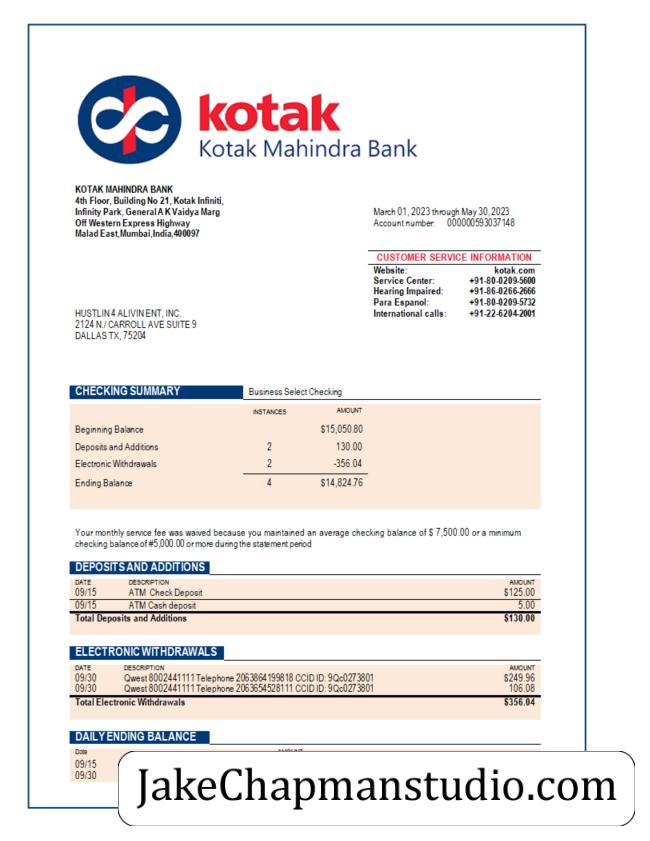 kotak
Kotak Mahindra Bank
KOTAK MAHINDRA BANK
4th Floor, Building No 21, Kotak Infiniti,
Infinity Park, General A K Vaidya Marg
Off Western Express Highway
Malad East,Mumbai,India,400097
March 01, 2023 through May 30,2023
Account number: 000000593037148
CUSTOMER SERVICE INFORMATION
Website: kotak.com
Service Center: +91-80-0209-5600
Hearing Impaired: +91-86-0266-2666
Para Espanol: +91-80-0209-5732
International calls: +91-22-6204-2001
HUSTLIN 4 ALIVIN ENT, INC.
2124 N./ CARROLL AVE SUITE 9
DALLAS TX, 75204
CHECKING SUMMARY Business Select Checking
INSTANCES AMOUNT
Beginning Balance $15,050.80
Deposits and Additions 2 130.00
Electronic Withdrawals 2 -356.04
Ending Balance 4 $14,824.76
Your monthly service fee was waived because you maintained an average checking balance of $ 7,500.00 or a minimum
checking balance of #5,000.00 or more during the statement period
DEPOSITS AND ADDITIONS
DATE DESCRIPTION AMOUNT
09/15 ATM Check Deposit $125.00
09/15 ATM Cash deposit 5.00
Total Deposits and Additions $130.00
ELECTRONIC WITHDRAWALS
DATE DESCRIPTION AMOUNT
09/30 Qwest 8002441111 Telephone 2063864199818 CCID ID: 9Qc0273801 $249.96
09/30 Qwest 8002441111 Telephone 2063654528111 CCID ID: 9Qc0273801 106.08
Total Electronic Withdrawals $356.04
DAILY ENDING BALANCE
Date
09/15
09/30
JakeChapmanstudio.com